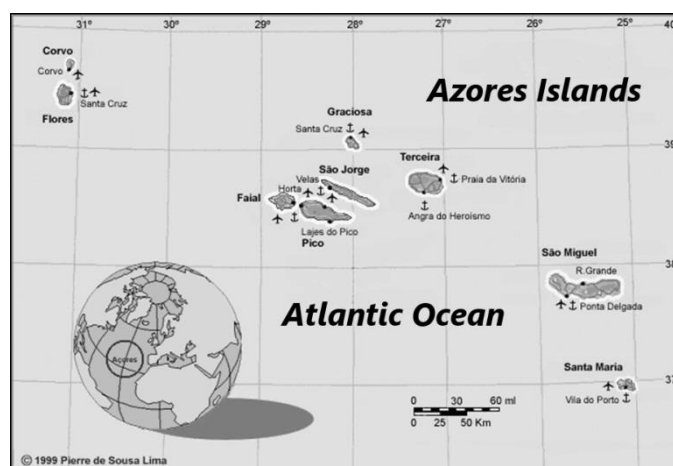 31° 30° 29° 28° 27° 26° 25° 40
Corvo
Corvo
Santa Cruz
Flores
Azores Islands
Graciosa
Santa Cruz
39
São Jorge
Velas
Terceira
Praia da Vitória
Faial
Horta
Angra do Heroísmo
Lajes do Pico
Pico
São Miguel
38
R.Grande
Atlantic Ocean
Ponta Delgada
Açores
Santa Maria
37
Vila do Porto
0 30 60 ml
0 25 50 Km
© 1999 Pierre de Sousa Lima